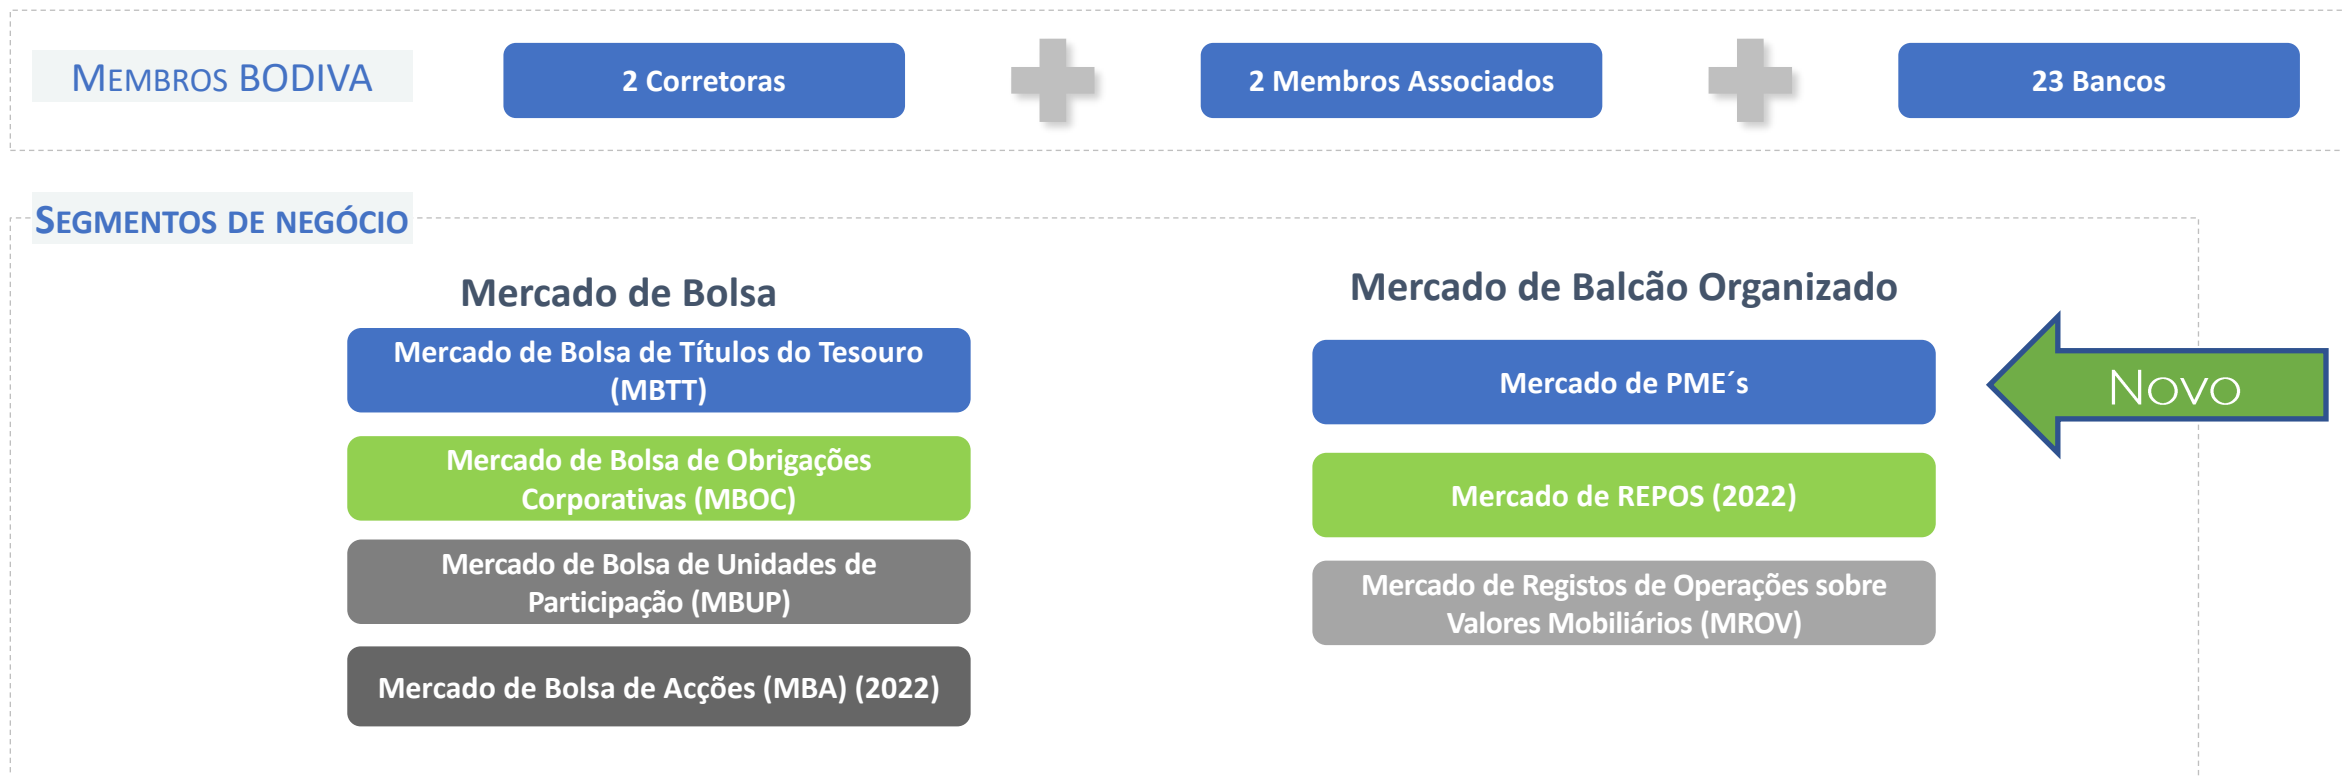 MEMBROS BODIVA
2 Corretoras
2 Membros Associados
23 Bancos
SEGMENTOS DE NEGÓCIO
Mercado de Bolsa
Mercado de Bolsa de Títulos do Tesouro
(MBTT)
Mercado de Bolsa de Obrigações
Corporativas (MBOC)
Mercado de Bolsa de Unidades de
Participação (MBUP)
Mercado de Bolsa de Acções (MBA) (2022)
Mercado de Balcão Organizado
Mercado de PME´s
Novo
Mercado de REPOS (2022)
Mercado de Registos de Operações sobre
Valores Mobiliários (MROV)